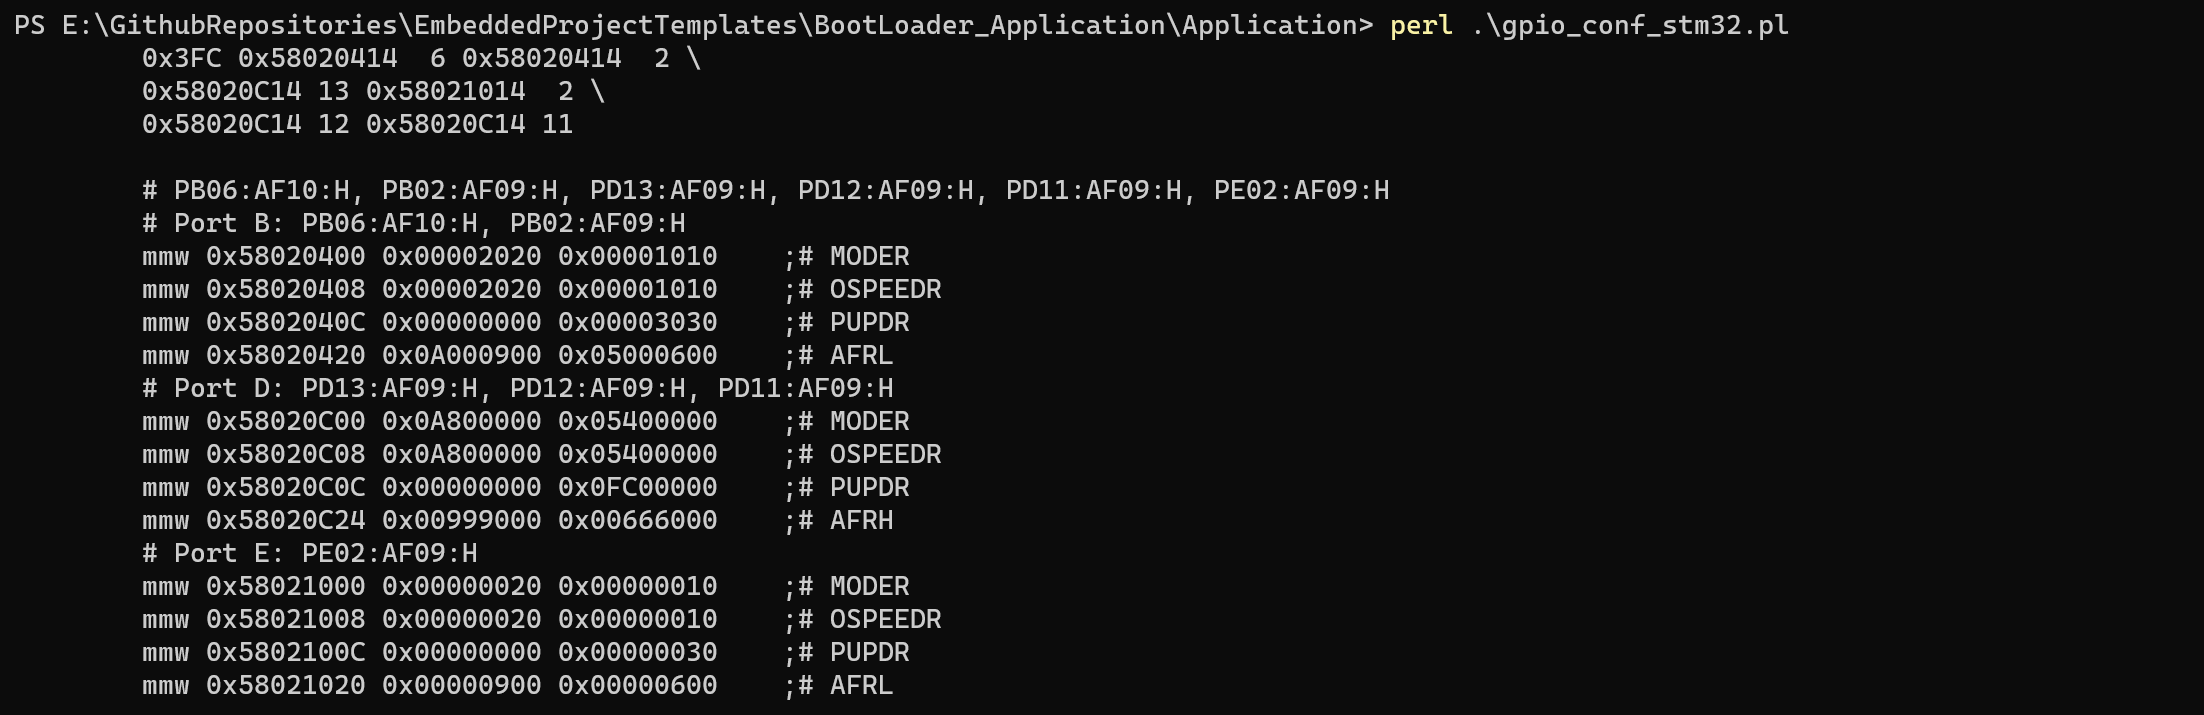 PS E:\GithubRepositories\EmbeddedProjectTemplates\BootLoader_Application\Application> perl .\gpio_conf_stm32.pl
        0x3FC 0x58020414  6 0x58020414  2 \
        0x58020C14 13 0x58021014  2 \
        0x58020C14 12 0x58020C14 11

        # PB06:AF10:H, PB02:AF09:H, PD13:AF09:H, PD12:AF09:H, PD11:AF09:H, PE02:AF09:H
        # Port B: PB06:AF10:H, PB02:AF09:H
        mmw 0x58020400 0x00002020 0x00001010    ;# MODER
        mmw 0x58020408 0x00002020 0x00001010    ;# OSPEEDR
        mmw 0x5802040C 0x00000000 0x00003030    ;# PUPDR
        mmw 0x58020420 0x0A000900 0x05000600    ;# AFRL
        # Port D: PD13:AF09:H, PD12:AF09:H, PD11:AF09:H
        mmw 0x58020C00 0x0A800000 0x05400000    ;# MODER
        mmw 0x58020C08 0x0A800000 0x05400000    ;# OSPEEDR
        mmw 0x58020C0C 0x00000000 0x0FC00000    ;# PUPDR
        mmw 0x58020C24 0x00999000 0x00666000    ;# AFRH
        # Port E: PE02:AF09:H
        mmw 0x58021000 0x00000020 0x00000010    ;# MODER
        mmw 0x58021008 0x00000020 0x00000010    ;# OSPEEDR
        mmw 0x5802100C 0x00000000 0x00000030    ;# PUPDR
        mmw 0x58021020 0x00000900 0x00000600    ;# AFRL